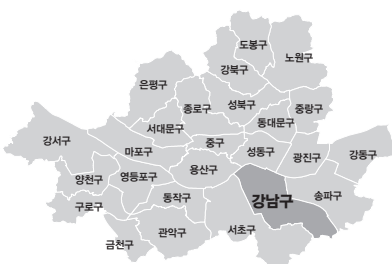 도봉구
노원구
강북구
은평구
종로구
성북구
중랑구
동대문구
서대문구
강서구
마포구
중구
성동구
광진구
강동구
용산구
양천구
영등포구
동작구
강남구
송파구
구로구
서초구
관악구
금천구